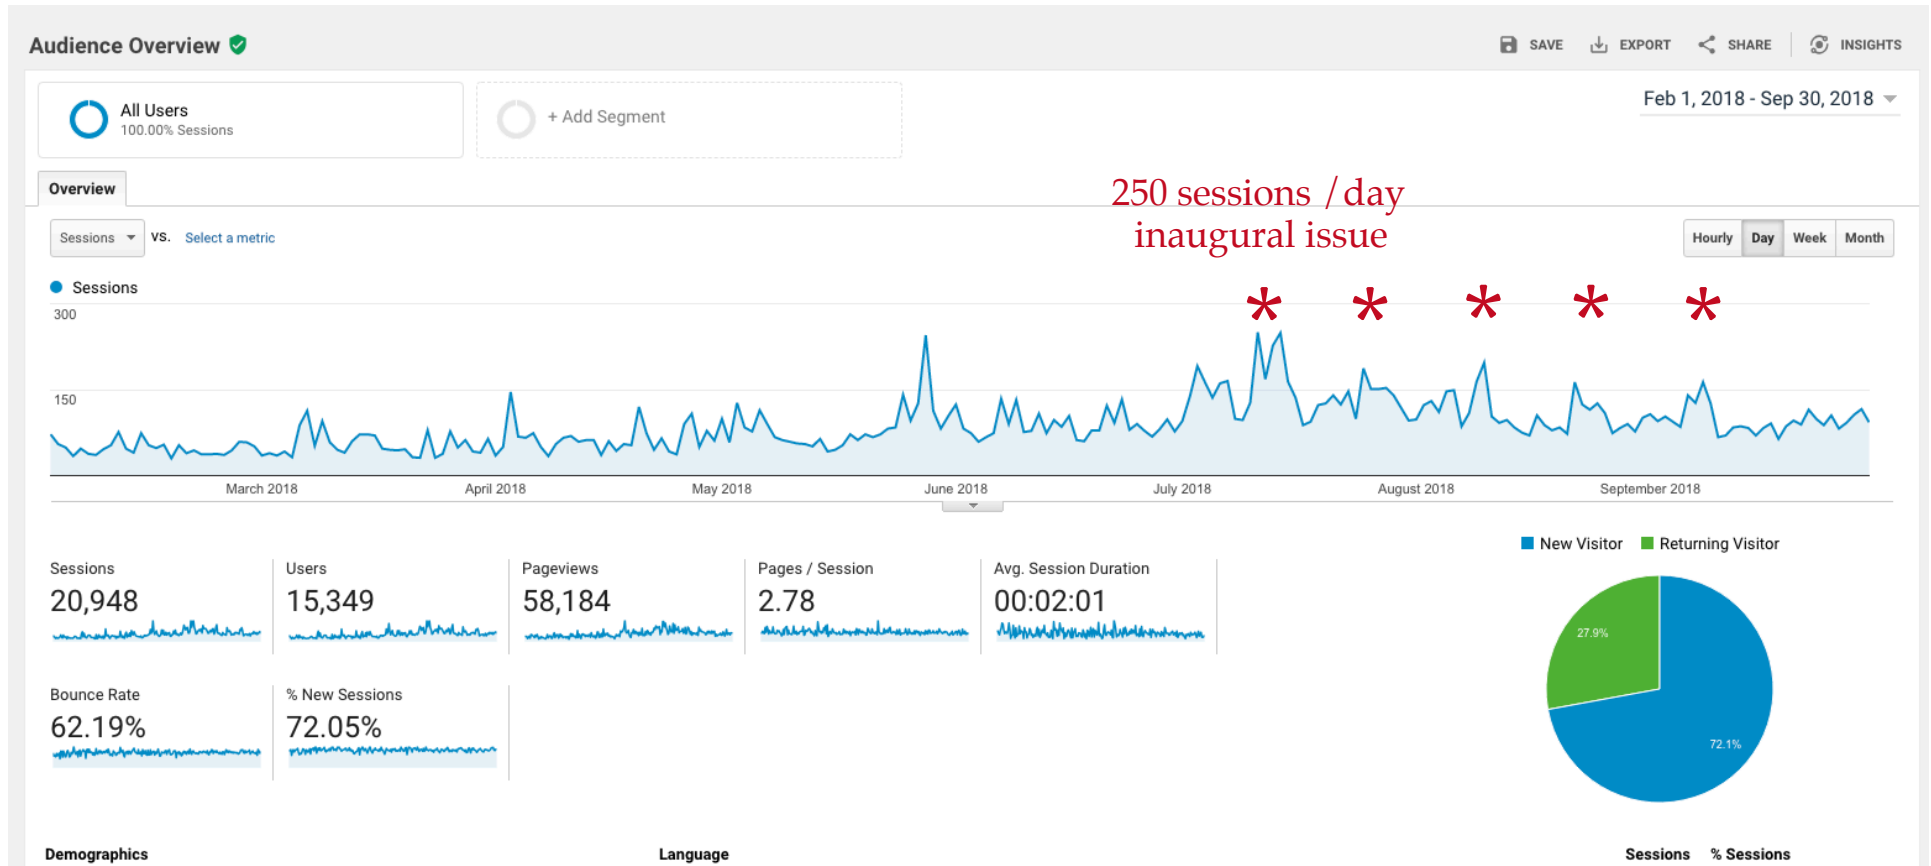 Audience Overview
SAVE
EXPORT
SHARE
INSIGHTS
All Users
100.00% Sessions
+ Add Segment
Feb 1, 2018 - Sep 30, 2018
Overview
250 sessions / day
inaugural issue
Sessions
VS.
Select a metric
Hourly
Day
Week
Month
Sessions
300
150
March 2018
April 2018
May 2018
June 2018
July 2018
August 2018
September 2018
* * * * *
New Visitor
Returning Visitor
Sessions
20,948
Users
15,349
Pageviews
58,184
Pages / Session
2.78
Avg. Session Duration
00:02:01
Bounce Rate
62.19%
% New Sessions
72.05%
27.9%
72.1%
Demographics
Language
Sessions
% Sessions